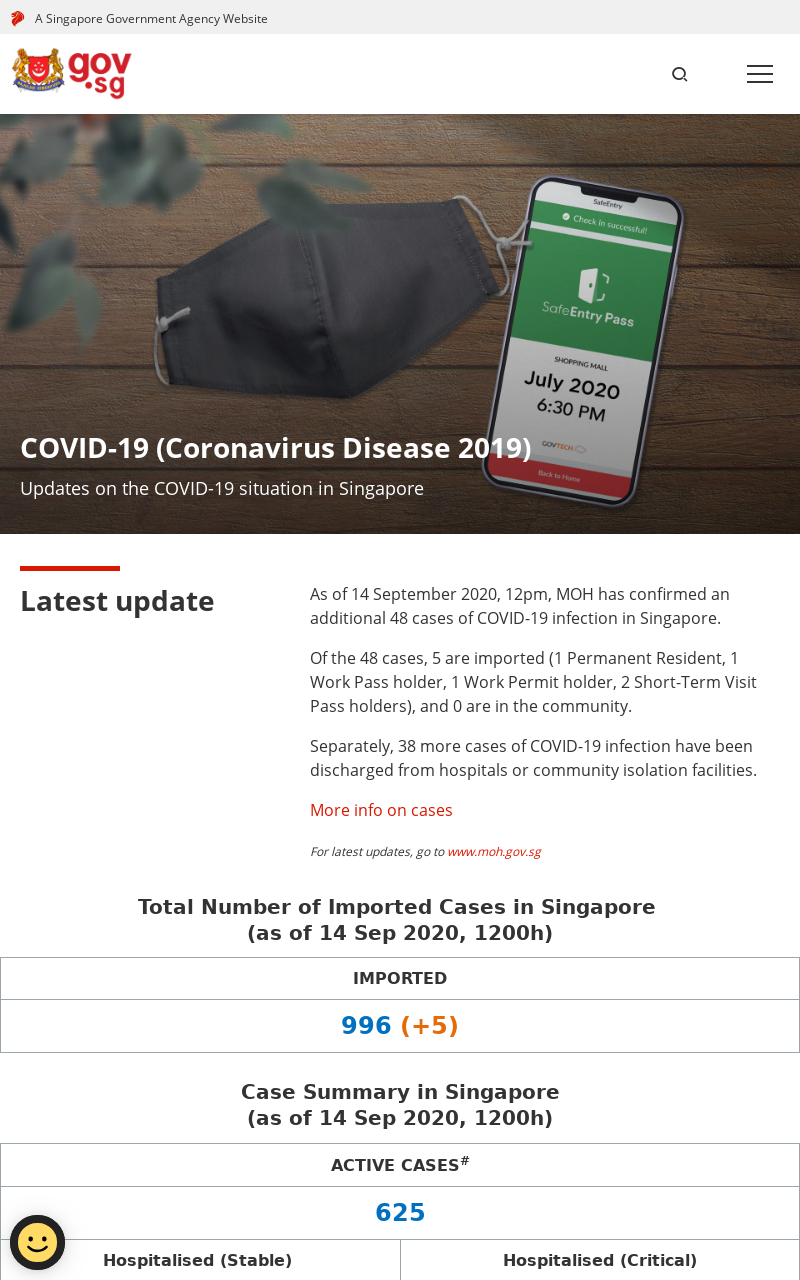 A Singapore Government Agency Website
gov
.sg
SafeEntry
Check in successful!
SafeEntry Pass
SHOPPING MALL
July 2020
6:30 PM
GOVTECH
Back to Home
COVID-19 (Coronavirus Disease 2019)
Updates on the COVID-19 situation in Singapore
Latest update
As of 14 September 2020, 12pm, MOH has confirmed an
additional 48 cases of COVID-19 infection in Singapore.
Of the 48 cases, 5 are imported (1 Permanent Resident, 1
Work Pass holder, 1 Work Permit holder, 2 Short-Term Visit
Pass holders), and 0 are in the community.
Separately, 38 more cases of COVID-19 infection have been
discharged from hospitals or community isolation facilities.
More info on cases
For latest updates, go to www.moh.gov.sg
Total Number of Imported Cases in Singapore
(as of 14 Sep 2020, 1200h)
IMPORTED
996 (+5)
Case Summary in Singapore
(as of 14 Sep 2020, 1200h)
ACTIVE CASES#
625
Hospitalised (Stable)
Hospitalised (Critical)